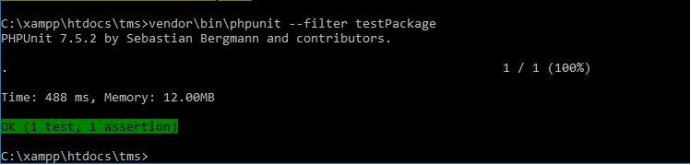 C:\xampp\htdocs\tms>vendor\bin\phpunit --filter testPackage
PHPUnit 7.5.2 by Sebastian Bergmann and contributors.
. 1 / 1 (100%)
Time: 488 ms, Memory: 12.00MB
OK (1 test, 1 assertion)
C:\xampp\htdocs\tms>